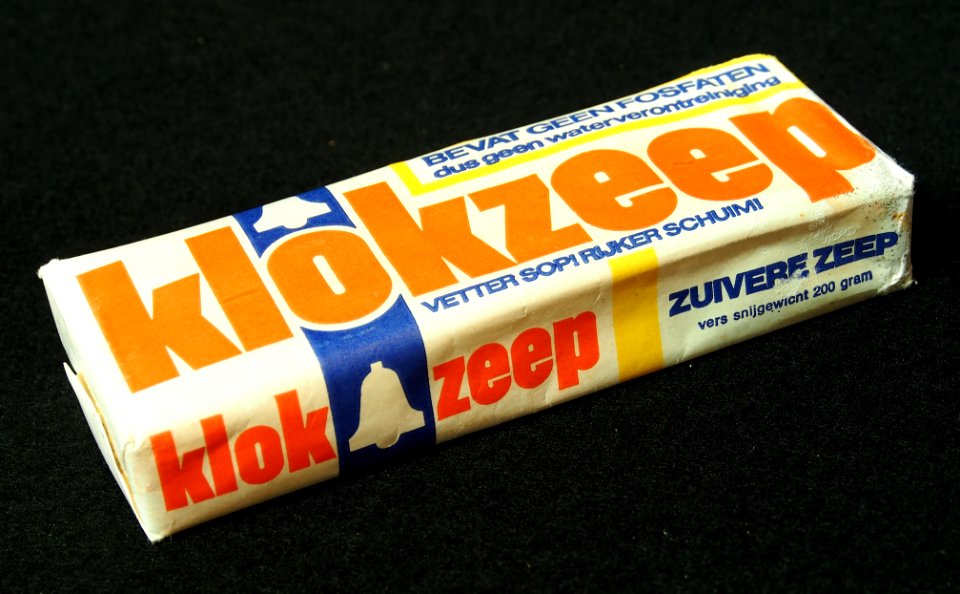 BEVAT GEEN FOSFATEN
dus geen waterverontreiniging
klokzeep
VETTER SOP! RIJKER SCHUIM!
klok zeep
ZUIVERE ZEEP
vers snijgewicht 200 gram